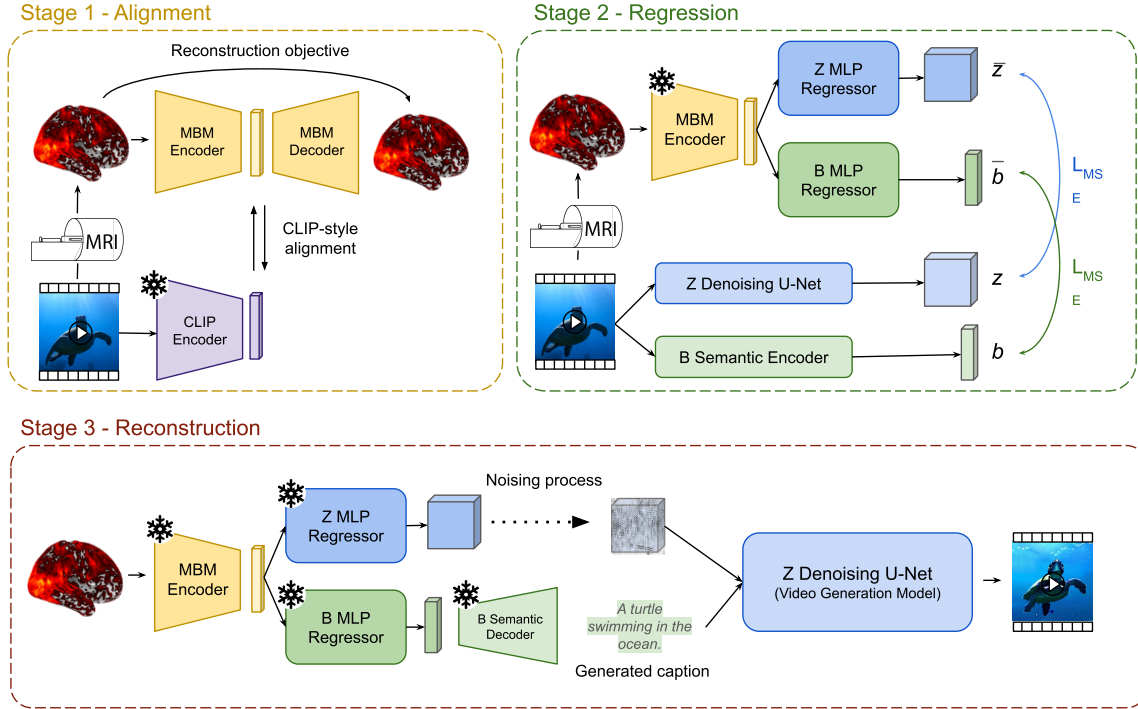 Stage 1 - Alignment
Reconstruction objective
MBM
Encoder
MBM
Decoder
MRI
CLIP-style
alignment
CLIP
Encoder
Stage 2 - Regression
MBM
Encoder
Z MLP
Regressor
z̅
B MLP
Regressor
b̅
L_MS
E
MRI
Z Denoising U-Net
z
L_MS
E
B Semantic Encoder
b
Stage 3 - Reconstruction
MBM
Encoder
Z MLP
Regressor
Noising process
B MLP
Regressor
B Semantic
Decoder
A turtle
swimming in the
ocean.
Generated caption
Z Denoising U-Net
(Video Generation Model)